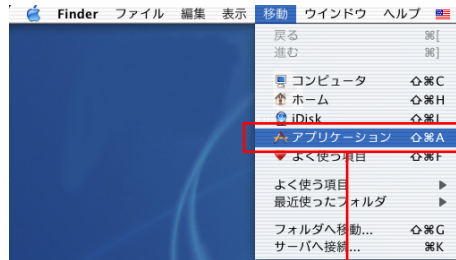 Finder ファイル 編集 表示 移動 ウインドウ ヘルプ
戻る ⌘[
進む ⌘]
コンピュータ ⇧⌘C
ホーム ⇧⌘H
iDisk ⇧⌘I
アプリケーション ⇧⌘A
よく使う項目 ⇧⌘F
よく使う項目 ▶
最近使ったフォルダ ▶
フォルダへ移動... ⇧⌘G
サーバへ接続... ⌘K